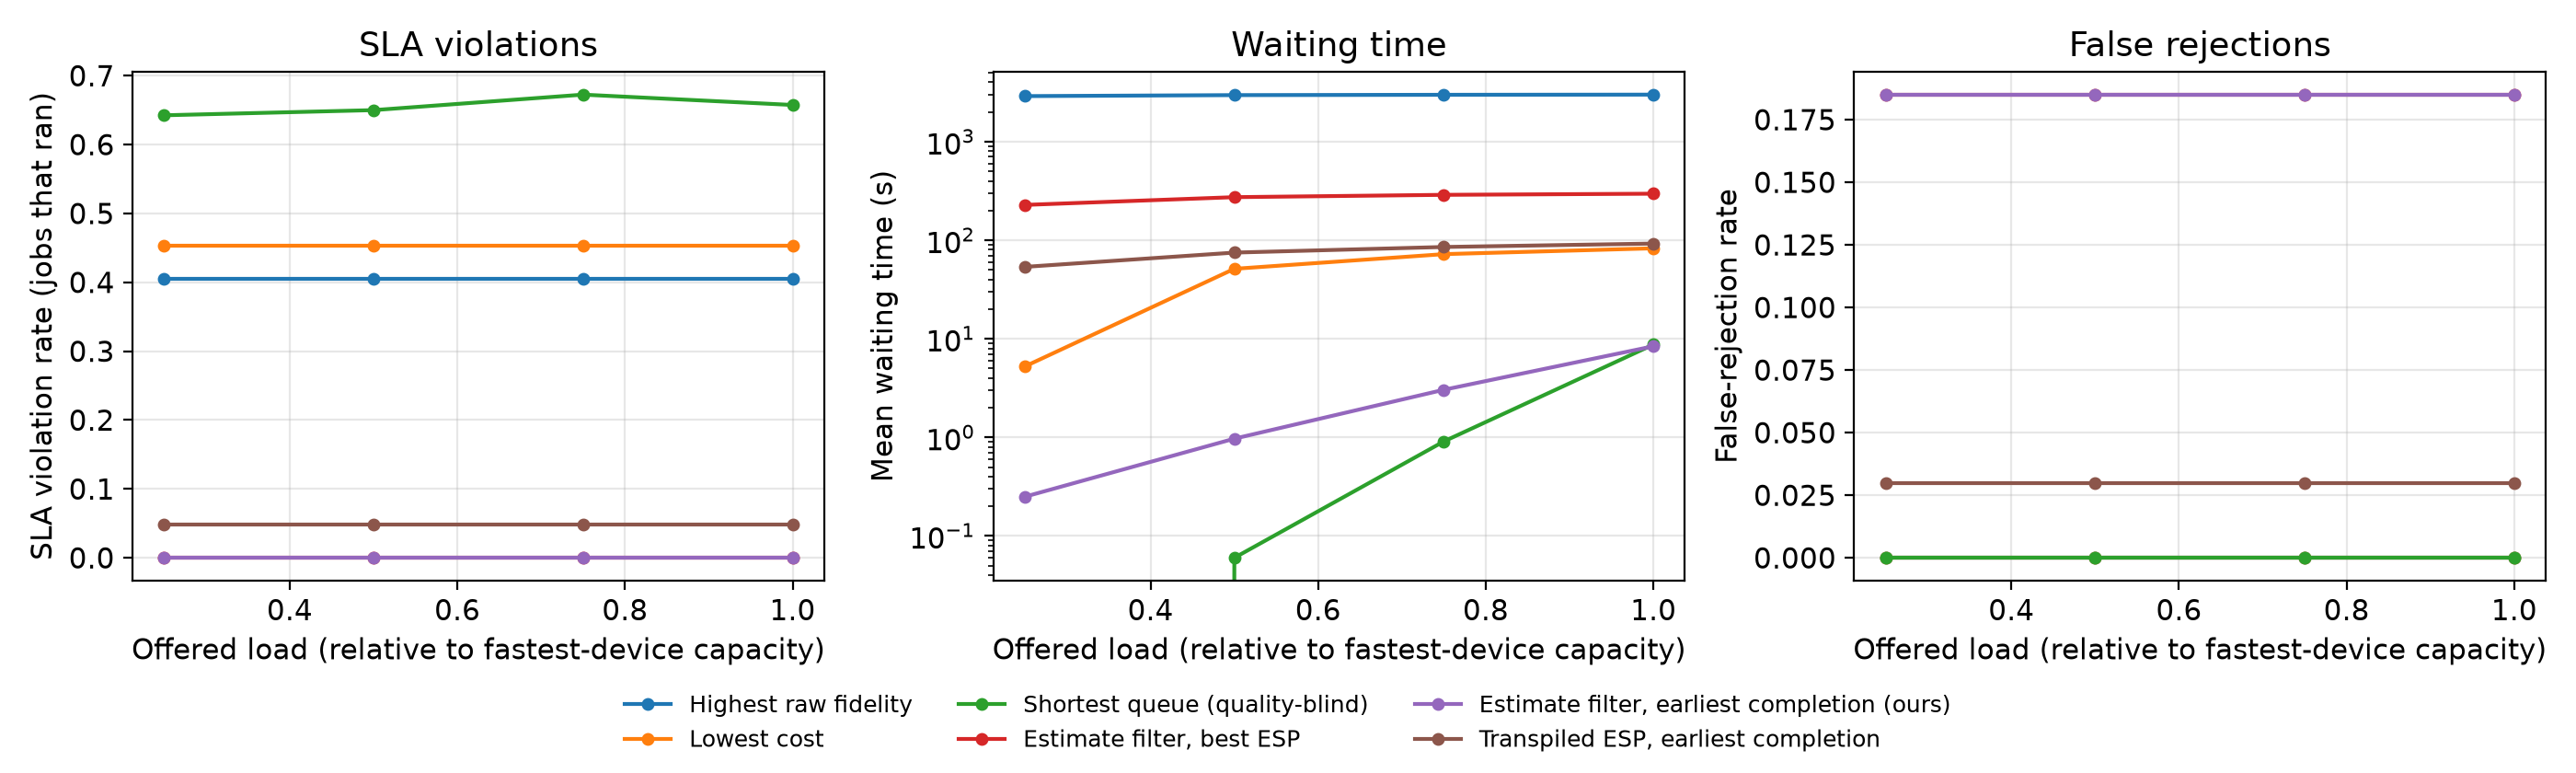 SLA violations
SLA violation rate (jobs that ran)
0.7
0.6
0.5
0.4
0.3
0.2
0.1
0.0
0.4 0.6 0.8 1.0
Offered load (relative to fastest-device capacity)
Waiting time
Mean waiting time (s)
10³
10²
10¹
10⁰
10⁻¹
0.4 0.6 0.8 1.0
Offered load (relative to fastest-device capacity)
False rejections
False-rejection rate
0.175
0.150
0.125
0.100
0.075
0.050
0.025
0.000
0.4 0.6 0.8 1.0
Offered load (relative to fastest-device capacity)
Highest raw fidelity
Lowest cost
Shortest queue (quality-blind)
Estimate filter, best ESP
Estimate filter, earliest completion (ours)
Transpiled ESP, earliest completion